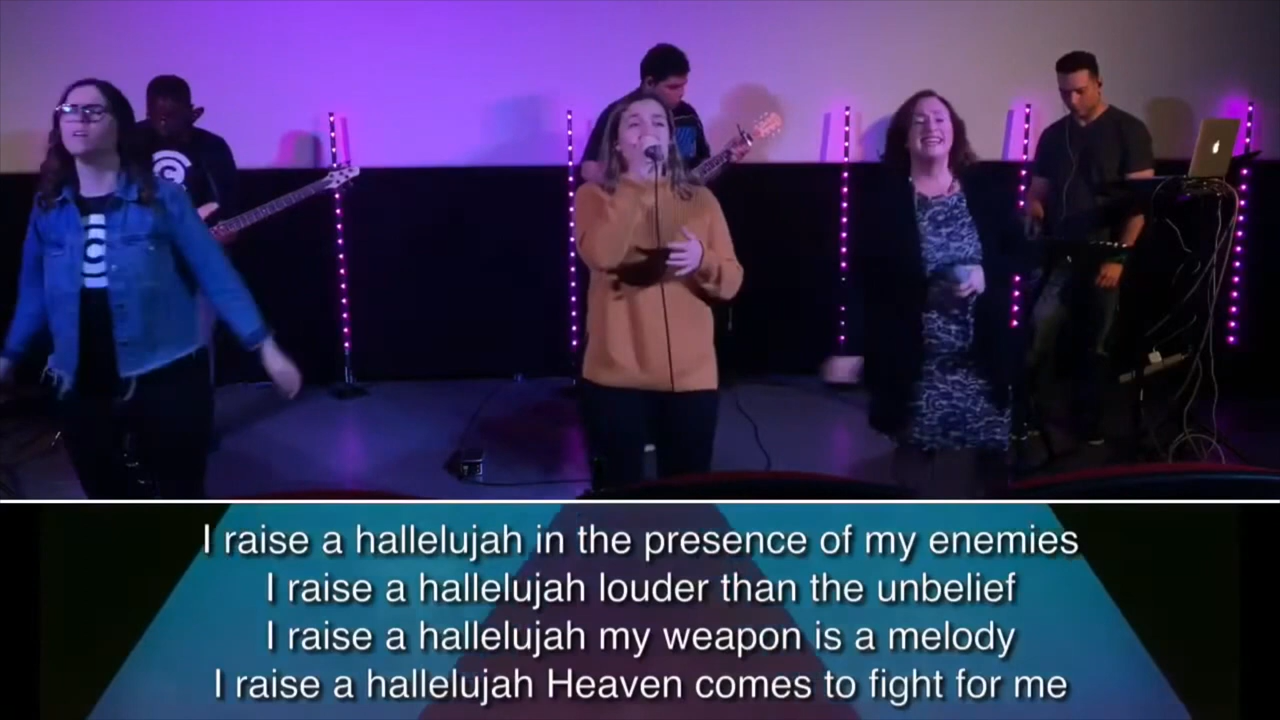 I raise a hallelujah in the presence of my enemies
I raise a hallelujah louder than the unbelief
I raise a hallelujah my weapon is a melody
I raise a hallelujah Heaven comes to fight for me